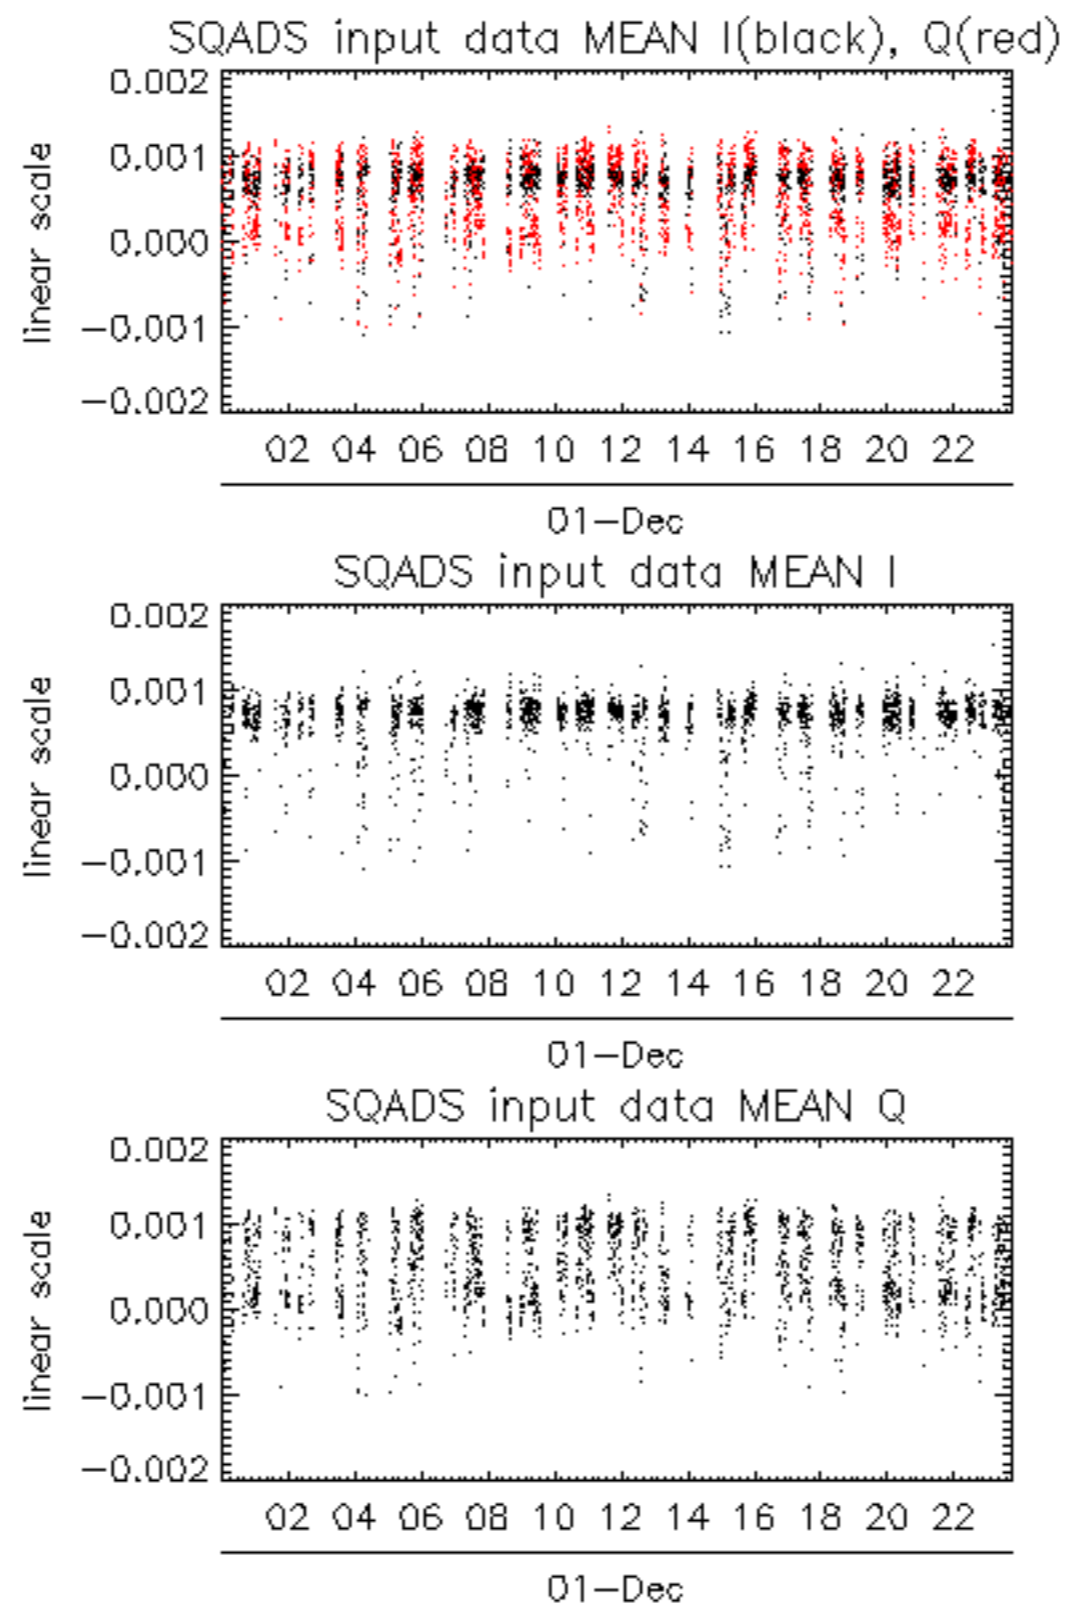 SQADS input data MEAN I(black), Q(red)
linear scale
0.002
0.001
0.000
−0.001
−0.002
02 04 06 08 10 12 14 16 18 20 22
01−Dec
SQADS input data MEAN I
linear scale
0.002
0.001
0.000
−0.001
−0.002
02 04 06 08 10 12 14 16 18 20 22
01−Dec
SQADS input data MEAN Q
linear scale
0.002
0.001
0.000
−0.001
−0.002
02 04 06 08 10 12 14 16 18 20 22
01−Dec